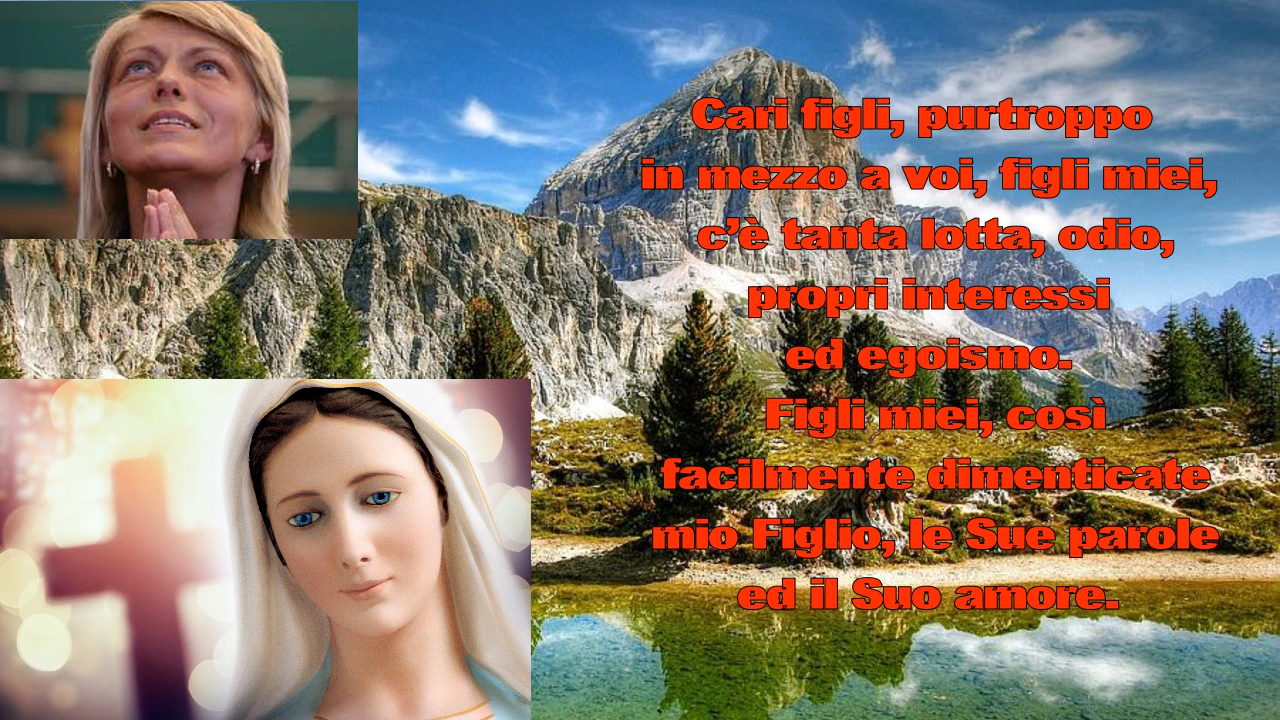 Cari figli, purtroppo
in mezzo a voi, figli miei,
c'è tanta lotta, odio,
propri interessi
ed egoismo.
Figli miei, così
facilmente dimenticate
mio Figlio, le Sue parole
ed il Suo amore.